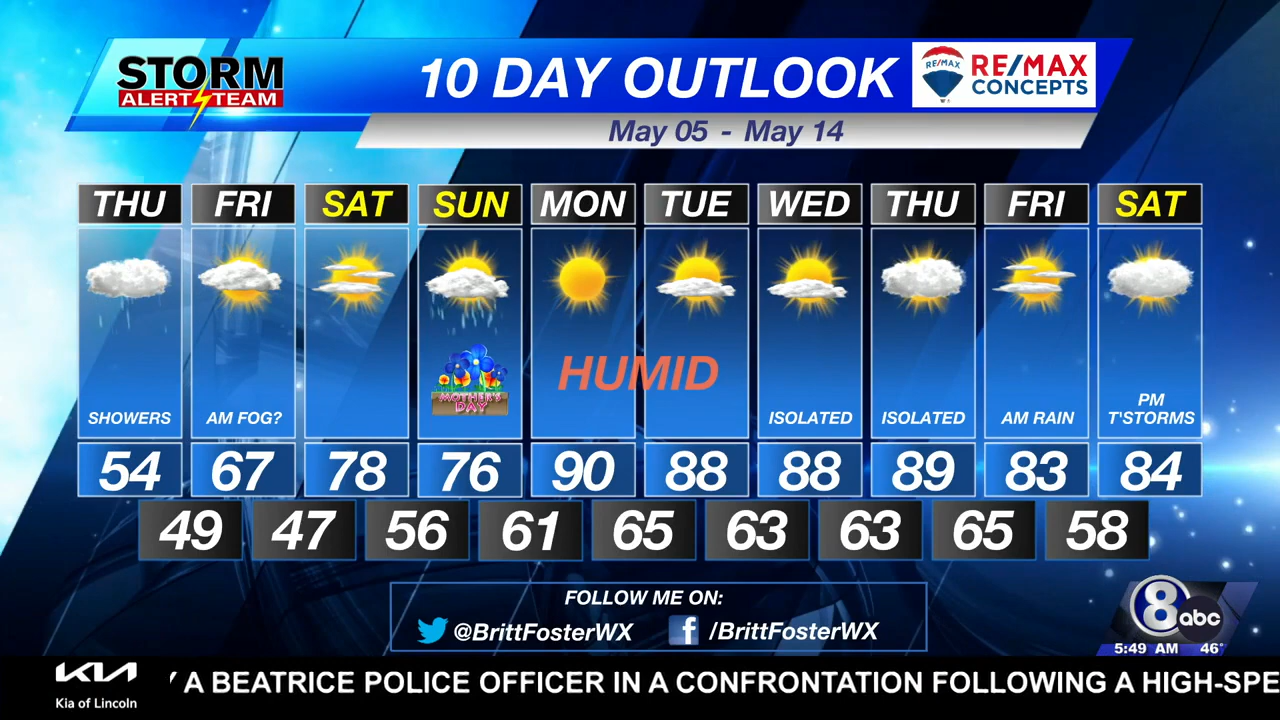 STORM
ALERT TEAM
10 DAY OUTLOOK
RE/MAX
RE/MAX
CONCEPTS
May 05 - May 14
THU FRI SAT SUN MON TUE WED THU FRI SAT
HUMID
MOTHER'S
DAY
SHOWERS AM FOG? ISOLATED ISOLATED AM RAIN PM
T'STORMS
54 67 78 76 90 88 88 89 83 84
49 47 56 61 65 63 63 65 58
FOLLOW ME ON:
@BrittFosterWX f /BrittFosterWX
8 abc
5:49 AM 46°
KIA
Kia of Lincoln
Y A BEATRICE POLICE OFFICER IN A CONFRONTATION FOLLOWING A HIGH-SPE